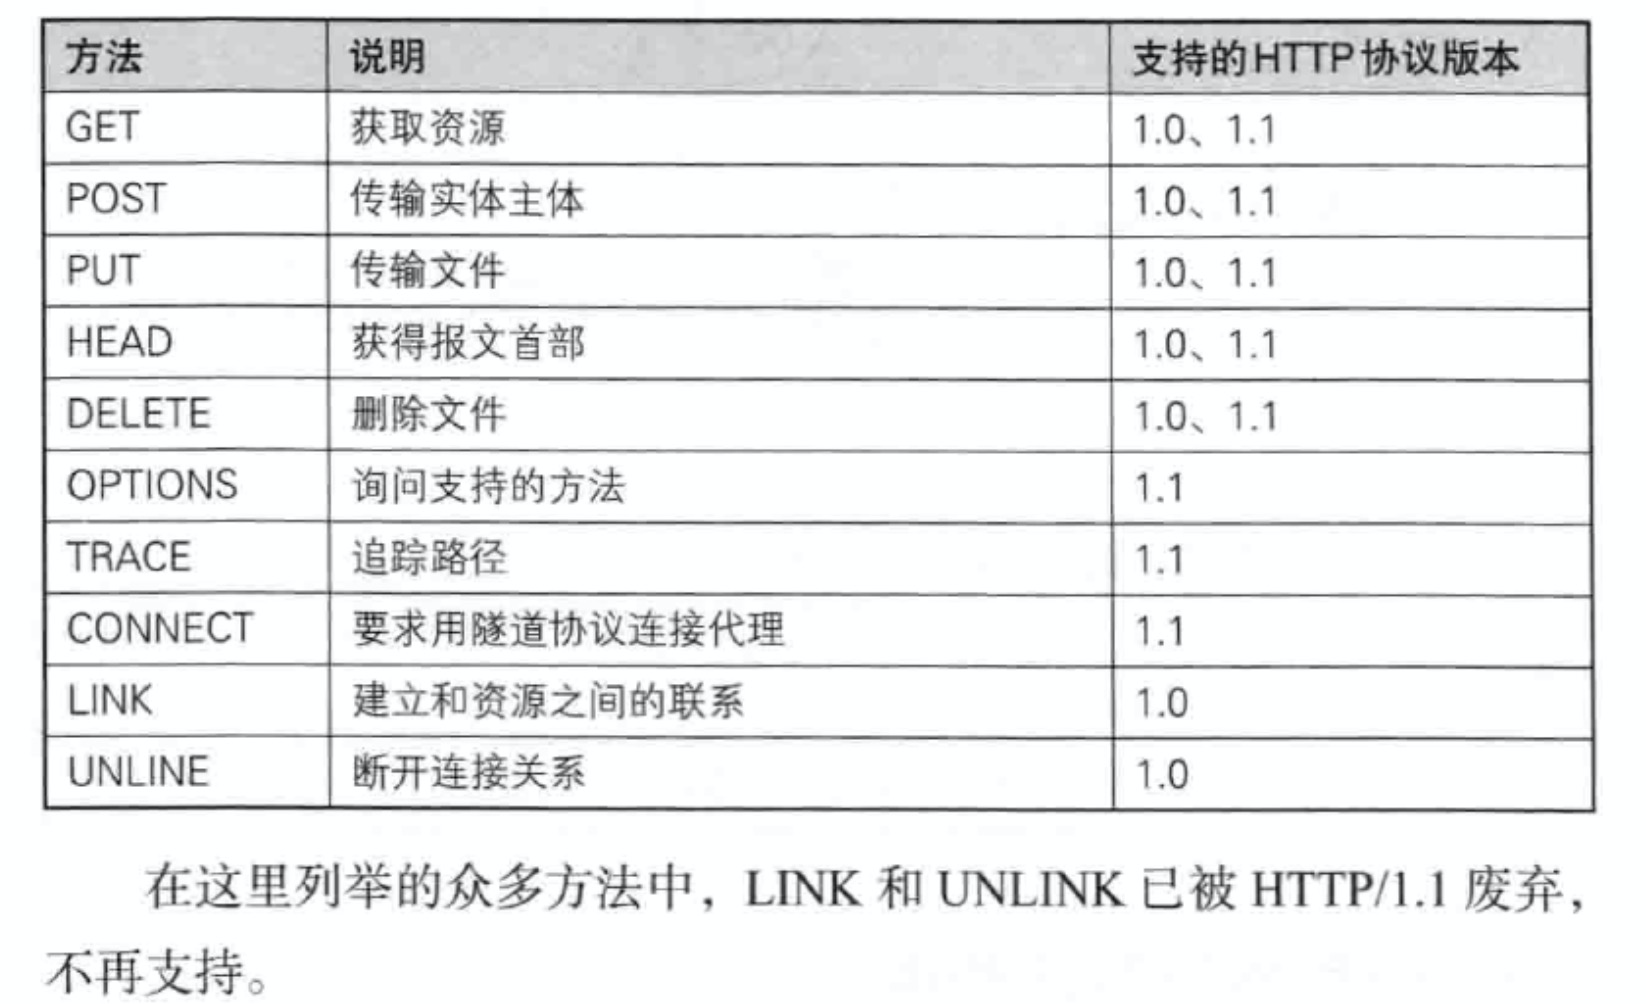 方法 说明 支持的HTTP协议版本
GET 获取资源 1.0、1.1
POST 传输实体主体 1.0、1.1
PUT 传输文件 1.0、1.1
HEAD 获得报文首部 1.0、1.1
DELETE 删除文件 1.0、1.1
OPTIONS 询问支持的方法 1.1
TRACE 追踪路径 1.1
CONNECT 要求用隧道协议连接代理 1.1
LINK 建立和资源之间的联系 1.0
UNLINE 断开连接关系 1.0
在这里列举的众多方法中，LINK 和 UNLINK 已被 HTTP/1.1 废弃，
不再支持。